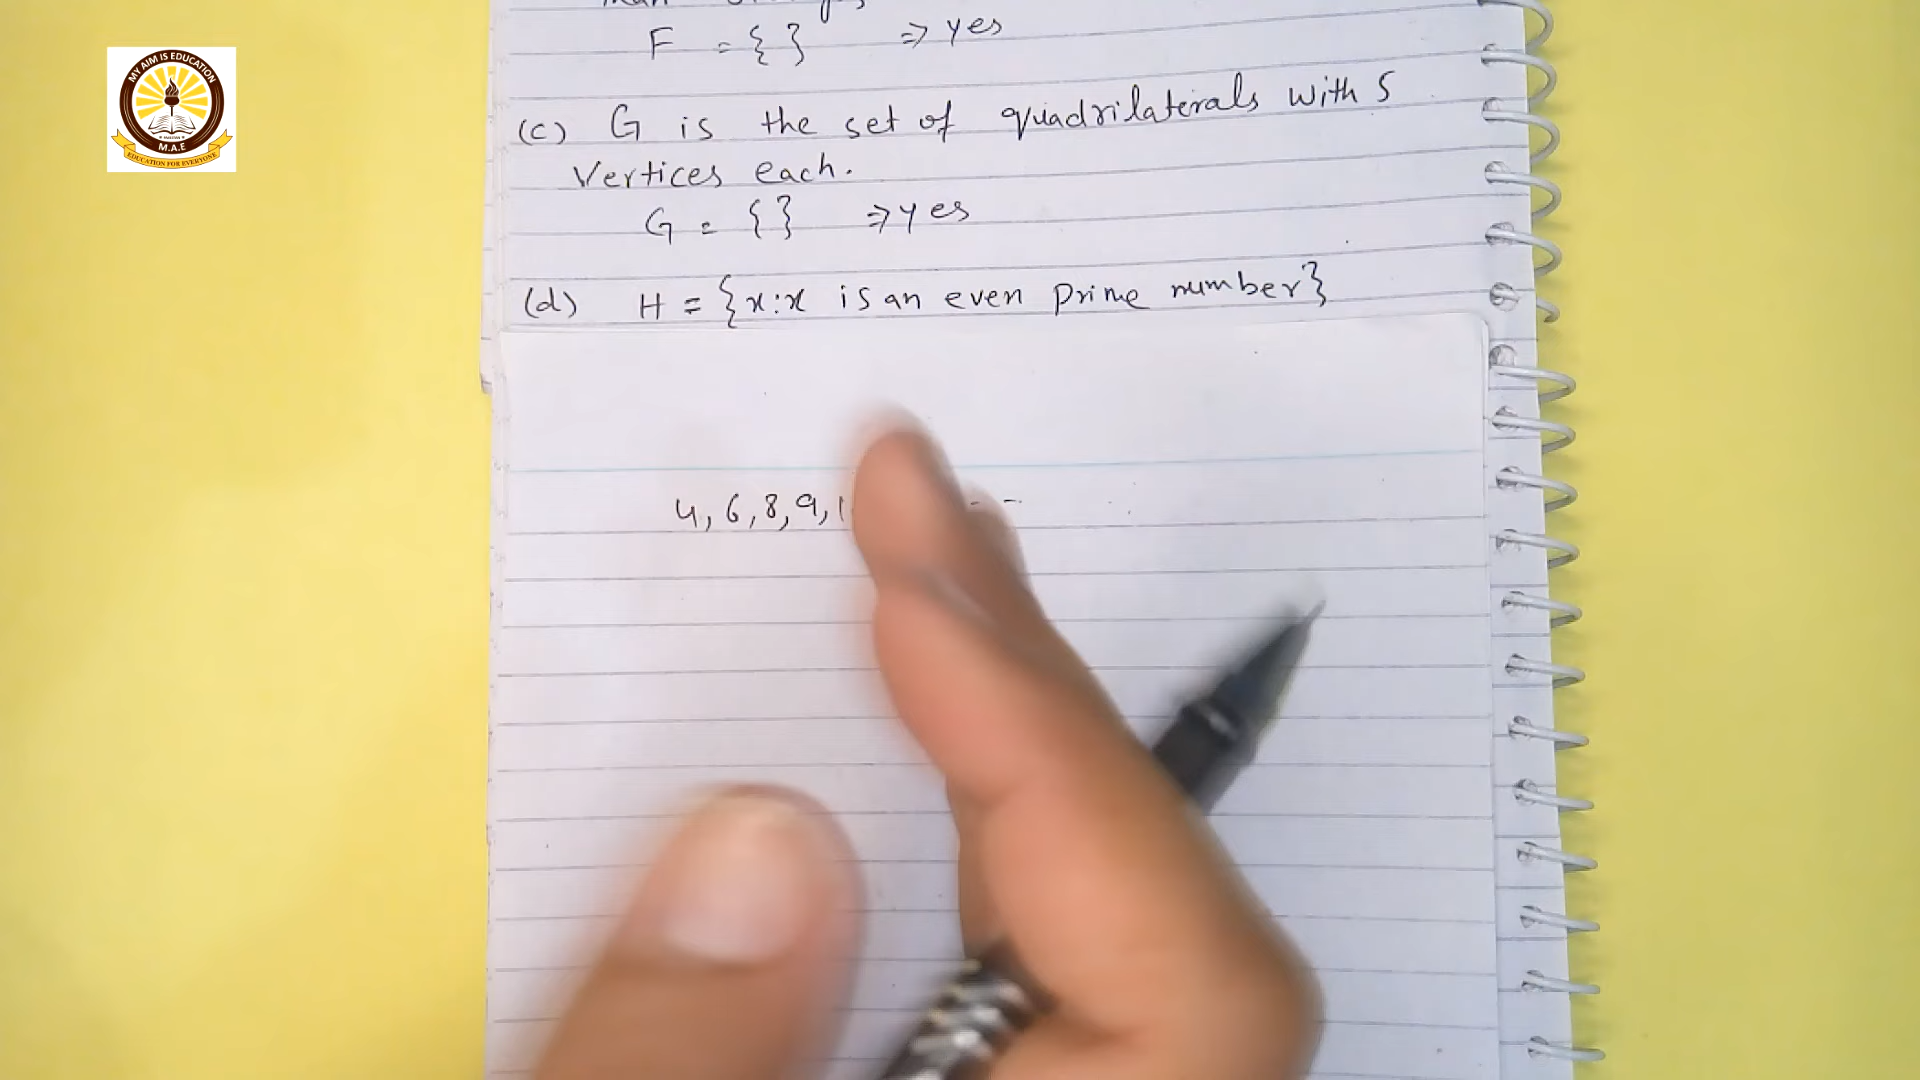 F = { } ⇒ yes
(c) G is the set of quadrilaterals with 5
Vertices each.
G = { } ⇒ yes
(d) H = {x:x is an even prime number}
4, 6, 8, 9, 1
MY AIM IS EDUCATION
M.A.E
EDUCATION FOR EVERYONE